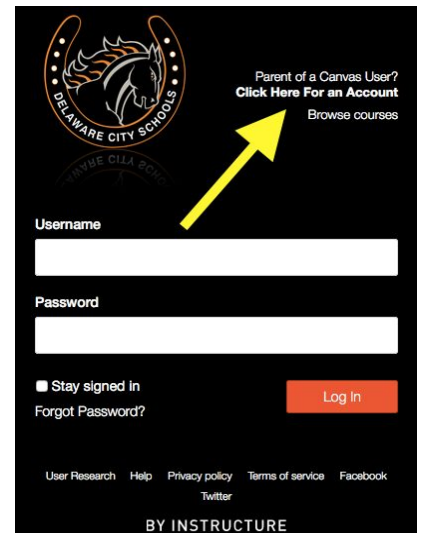 DELAWARE CITY SCHOOLS
Parent of a Canvas User?
Click Here For an Account
Browse courses
Username
Password
Stay signed in
Log In
Forgot Password?
User Research Help Privacy policy Terms of service Facebook
Twitter
BY INSTRUCTURE